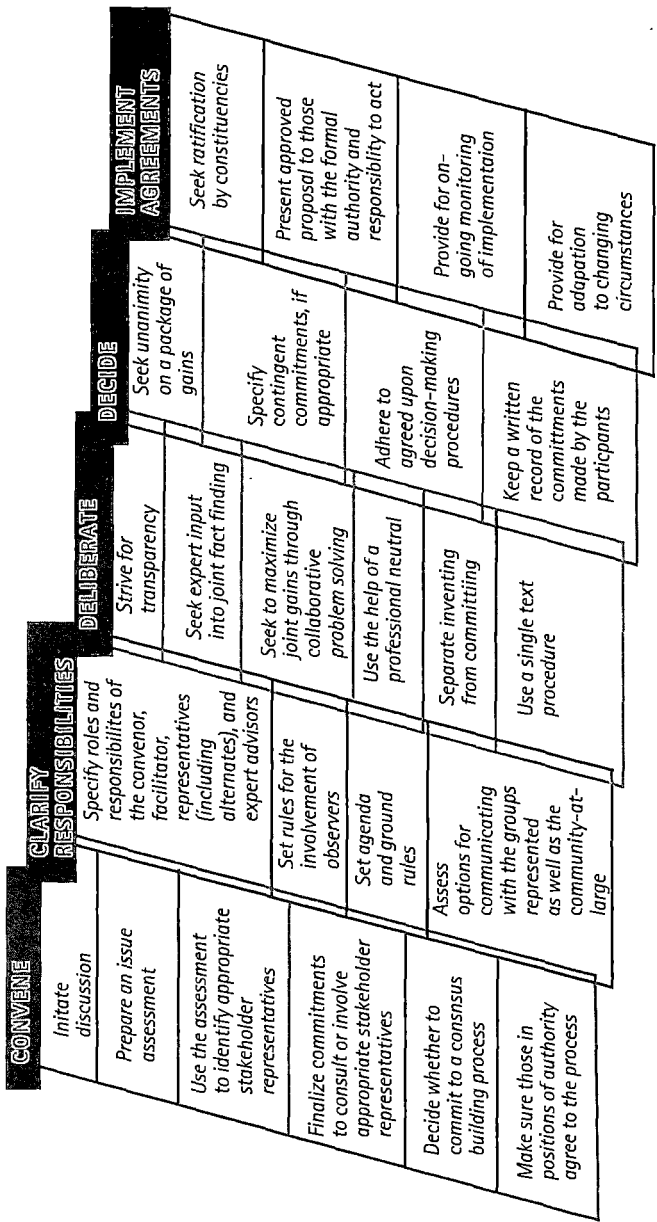 CONVENE
Initate
discussion
Prepare an issue
assessment
Use the assessment
to identify appropriate
stakeholder
representatives
Finalize commitments
to consult or involve
appropriate stakeholder
representatives
Decide whether to
commit to a consnsus
building process
Make sure those in
positions of authority
agree to the process
CLARIFY
RESPONSIBILITIES
Specify roles and
responsibilites of
the convenor,
facilitator,
representatives
(including
alternates), and
expert advisors
Set rules for the
involvement of
observers
Set agenda
and ground
rules
Assess
options for
communicating
with the groups
represented
as well as the
community-at-
large
DELIBERATE
Strive for
transparency
Seek expert input
into joint fact finding
Seek to maximize
joint gains through
collaborative
problem solving
Use the help of a
professional neutral
Separate inventing
from committiing
Use a single text
procedure
DECIDE
Seek unanimity
on a package of
gains
Specify
contingent
commitments, if
appropriate
Adhere to
agreed upon
decision-making
procedures
Keep a written
record of the
committments
made by the
particpants
IMPLEMENT
AGREEMENTS
Seek ratification
by constituencies
Present approved
proposal to those
with the formal
authority and
responsiblity to act
Provide for on-
going monitoring
of implementaion
Provide for
adapation
to changing
circumstances